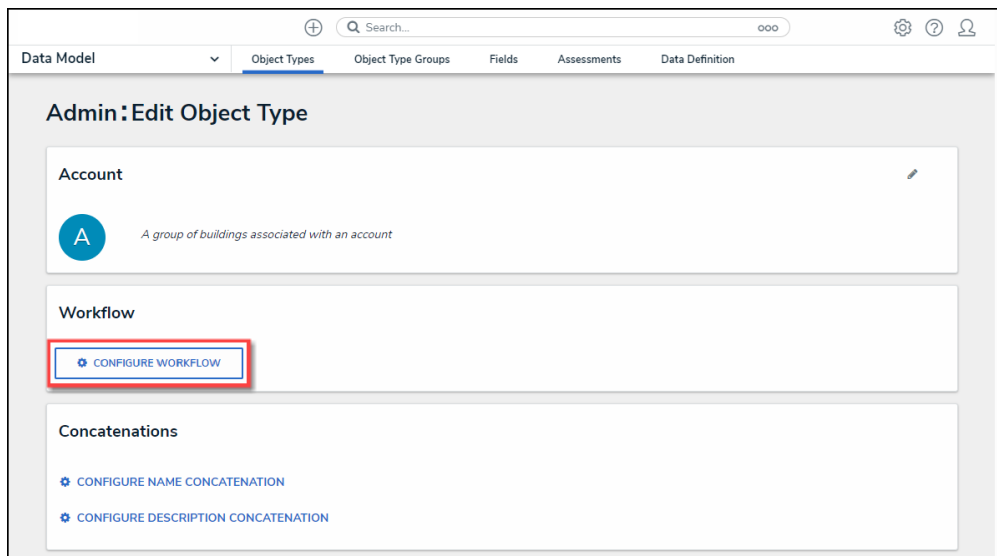 Search...
Data Model Object Types Object Type Groups Fields Assessments Data Definition
Admin:Edit Object Type
Account
A A group of buildings associated with an account
Workflow
CONFIGURE WORKFLOW
Concatenations
CONFIGURE NAME CONCATENATION
CONFIGURE DESCRIPTION CONCATENATION